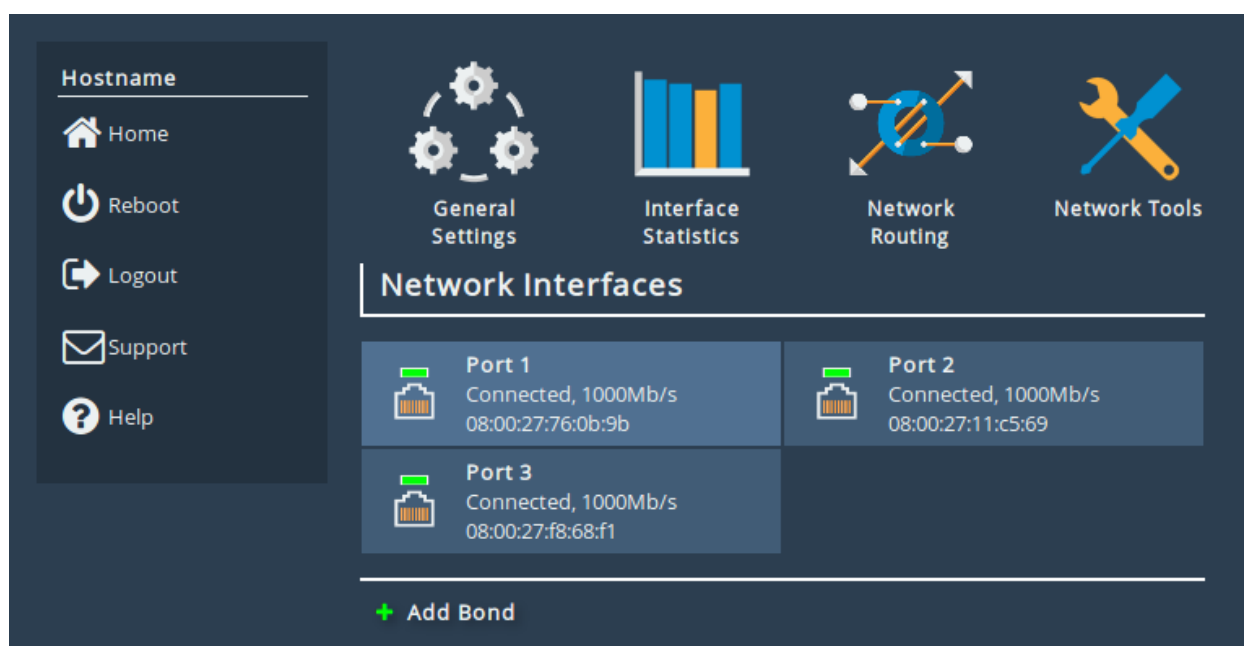 Hostname
Home
Reboot
Logout
Support
Help
General
Settings
Interface
Statistics
Network
Routing
Network Tools
Network Interfaces
Port 1
Connected, 1000Mb/s
08:00:27:76:0b:9b
Port 2
Connected, 1000Mb/s
08:00:27:11:c5:69
Port 3
Connected, 1000Mb/s
08:00:27:f8:68:f1
+ Add Bond